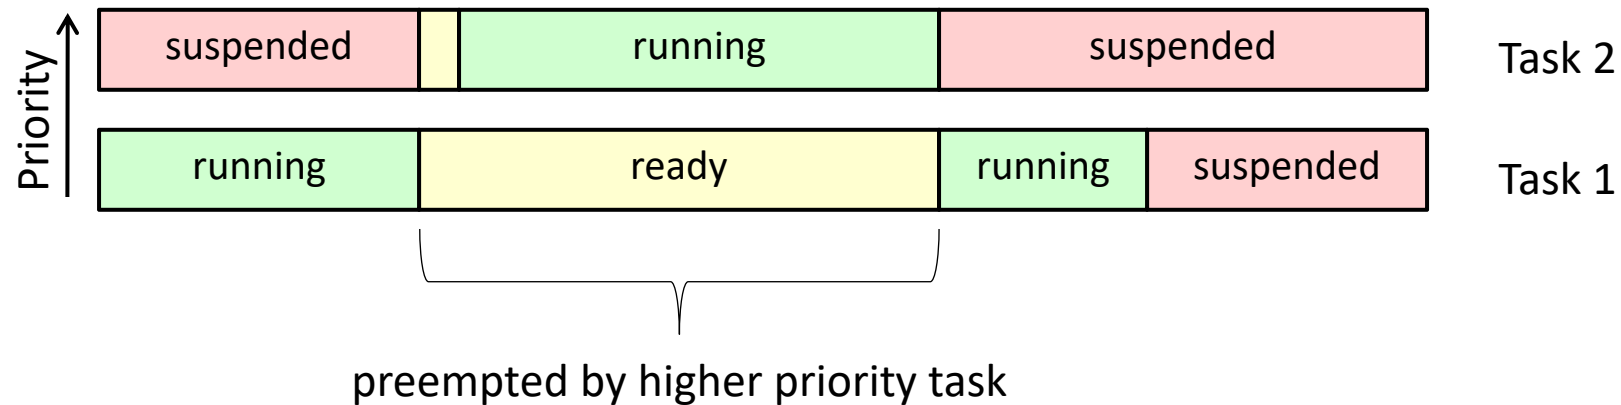 Priority
suspended running suspended Task 2
running ready running suspended Task 1
preempted by higher priority task